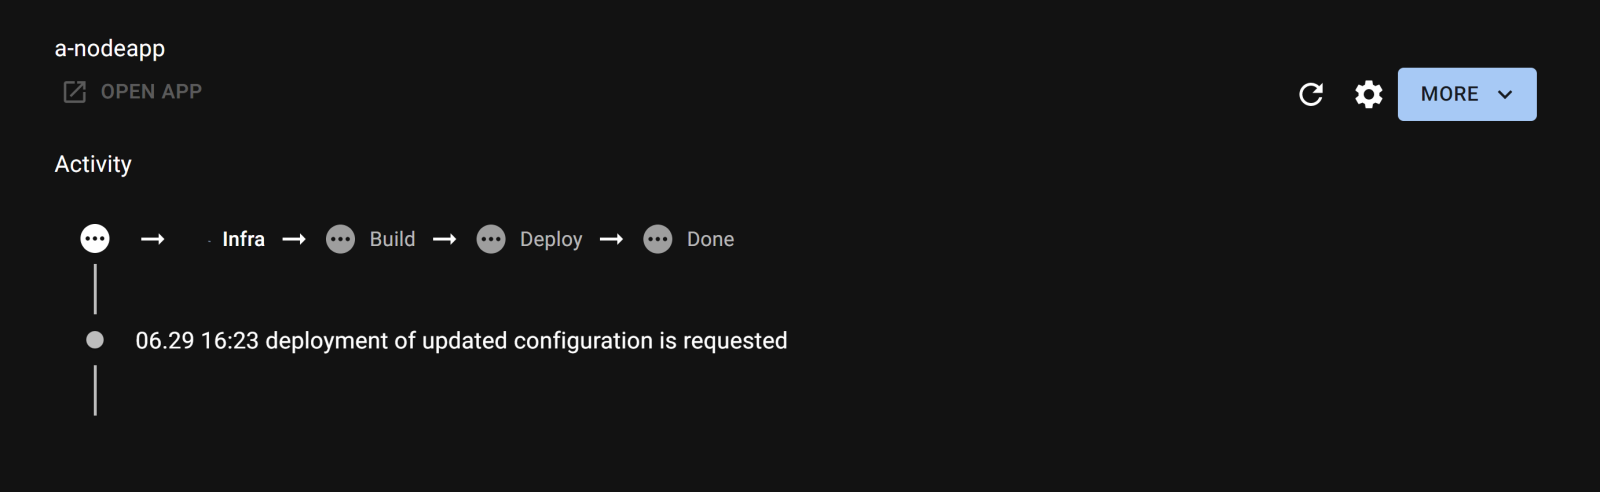 a-nodeapp
OPEN APP
MORE
Activity
Infra Build Deploy Done
06.29 16:23 deployment of updated configuration is requested